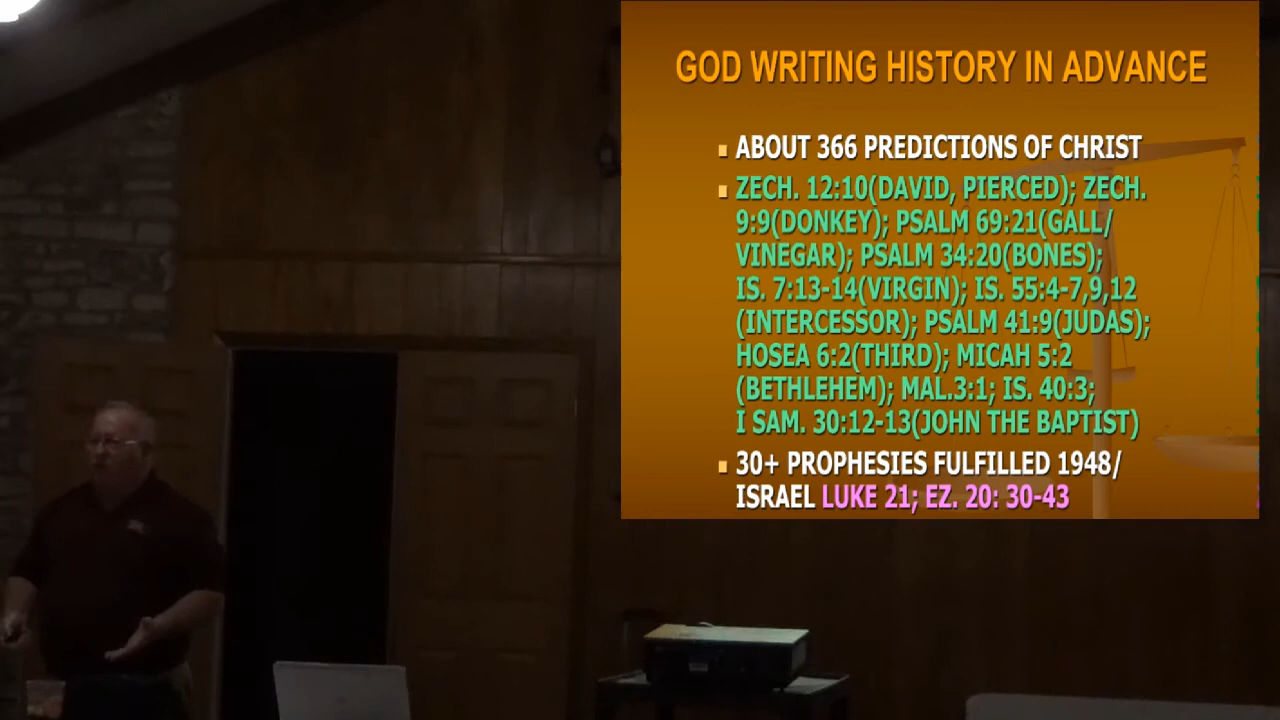 GOD WRITING HISTORY IN ADVANCE
ABOUT 366 PREDICTIONS OF CHRIST
ZECH. 12:10(DAVID, PIERCED); ZECH.
9:9(DONKEY); PSALM 69:21(GALL/
VINEGAR); PSALM 34:20(BONES);
IS. 7:13-14(VIRGIN); IS. 55:4-7,9,12
(INTERCESSOR); PSALM 41:9(JUDAS);
HOSEA 6:2(THIRD); MICAH 5:2
(BETHLEHEM); MAL.3:1; IS. 40:3;
I SAM. 30:12-13(JOHN THE BAPTIST)
30+ PROPHESIES FULFILLED 1948/
ISRAEL LUKE 21; EZ. 20: 30-43